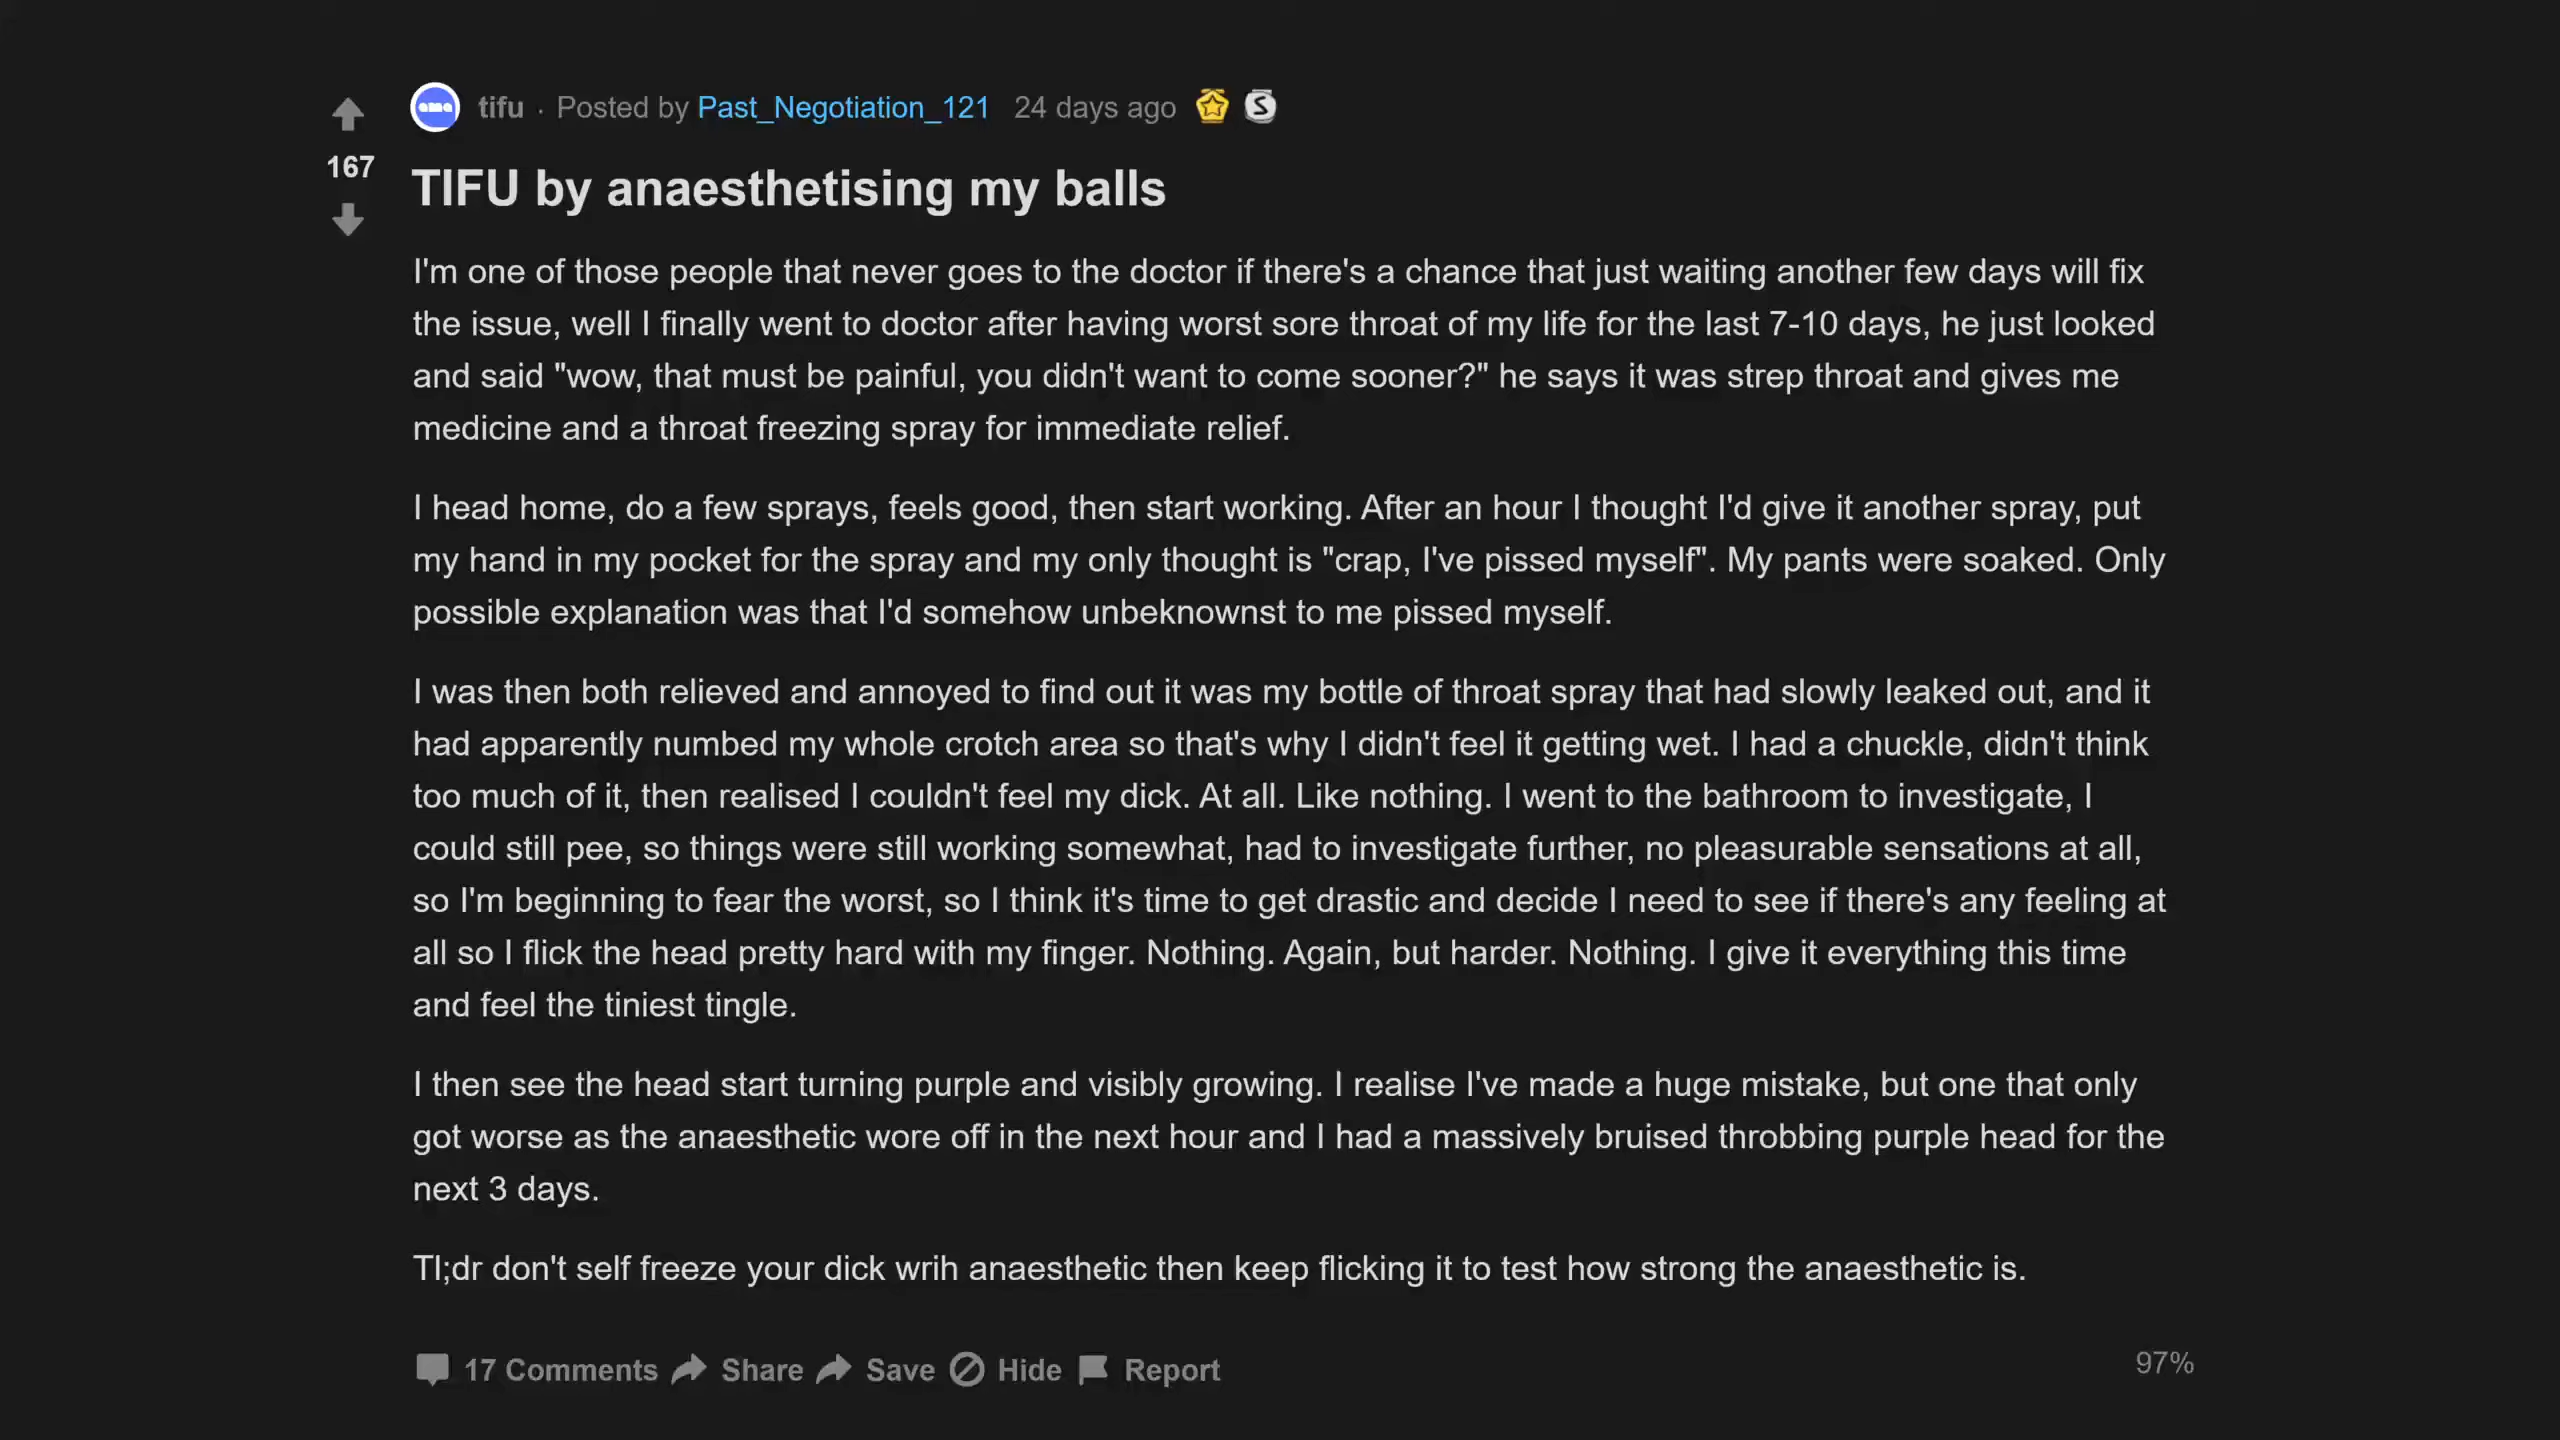 tifu · Posted by Past_Negotiation_121 24 days ago
167
TIFU by anaesthetising my balls
I'm one of those people that never goes to the doctor if there's a chance that just waiting another few days will fix
the issue, well I finally went to doctor after having worst sore throat of my life for the last 7-10 days, he just looked
and said "wow, that must be painful, you didn't want to come sooner?" he says it was strep throat and gives me
medicine and a throat freezing spray for immediate relief.
I head home, do a few sprays, feels good, then start working. After an hour I thought I'd give it another spray, put
my hand in my pocket for the spray and my only thought is "crap, I've pissed myself". My pants were soaked. Only
possible explanation was that I'd somehow unbeknownst to me pissed myself.
I was then both relieved and annoyed to find out it was my bottle of throat spray that had slowly leaked out, and it
had apparently numbed my whole crotch area so that's why I didn't feel it getting wet. I had a chuckle, didn't think
too much of it, then realised I couldn't feel my dick. At all. Like nothing. I went to the bathroom to investigate, I
could still pee, so things were still working somewhat, had to investigate further, no pleasurable sensations at all,
so I'm beginning to fear the worst, so I think it's time to get drastic and decide I need to see if there's any feeling at
all so I flick the head pretty hard with my finger. Nothing. Again, but harder. Nothing. I give it everything this time
and feel the tiniest tingle.
I then see the head start turning purple and visibly growing. I realise I've made a huge mistake, but one that only
got worse as the anaesthetic wore off in the next hour and I had a massively bruised throbbing purple head for the
next 3 days.
Tl;dr don't self freeze your dick wrih anaesthetic then keep flicking it to test how strong the anaesthetic is.
17 Comments Share Save Hide Report
97%